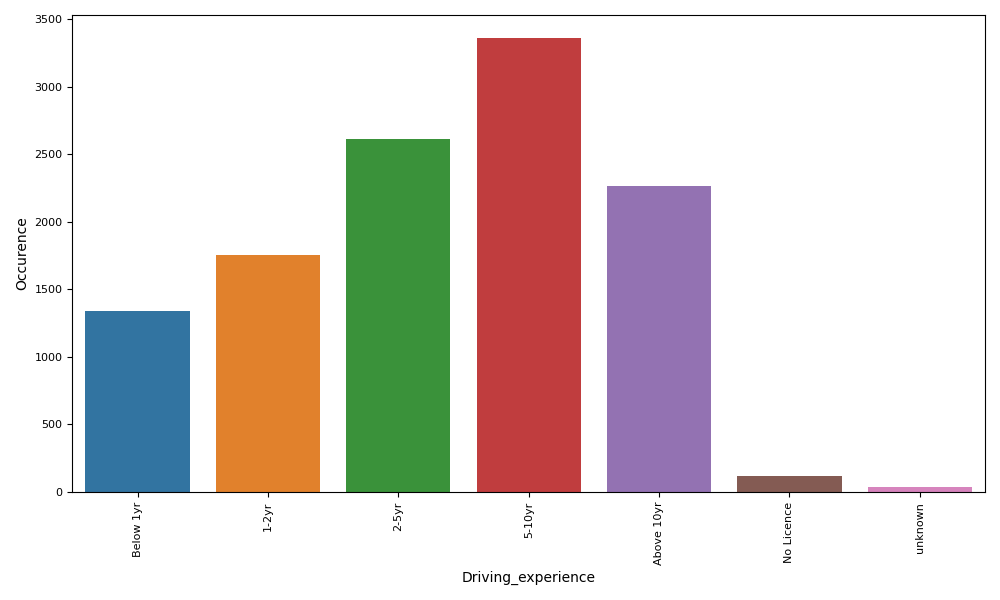 3500
3000
2500
2000
1500
1000
500
0
Occurence
Below 1yr
1-2yr
2-5yr
5-10yr
Above 10yr
No Licence
unknown
Driving_experience